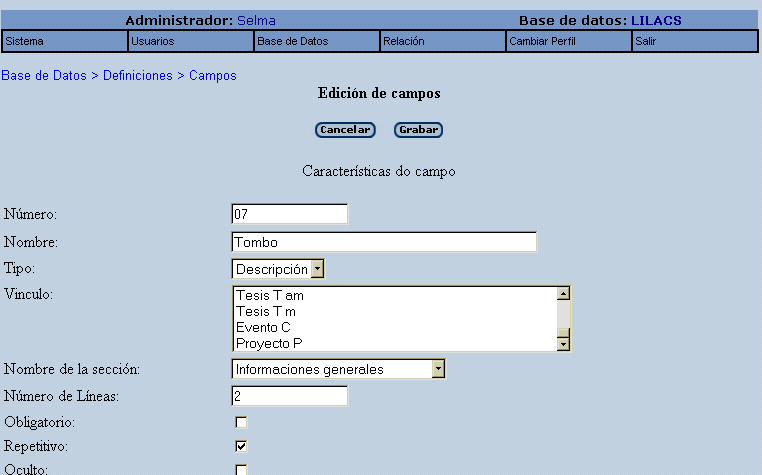 Administrador: Selma Base de datos: LILACS
Sistema Usuarios Base de Datos Relación Cambiar Perfil Salir
Base de Datos > Definiciones > Campos
Edición de campos
Cancelar Grabar
Características do campo
Número: 07
Nombre: Tombo
Tipo: Descripción
Vinculo: Tesis T am
Tesis T m
Evento C
Proyecto P
Nombre de la sección: Informaciones generales
Número de Líneas: 2
Obligatorio:
Repetitivo:
Oculto: